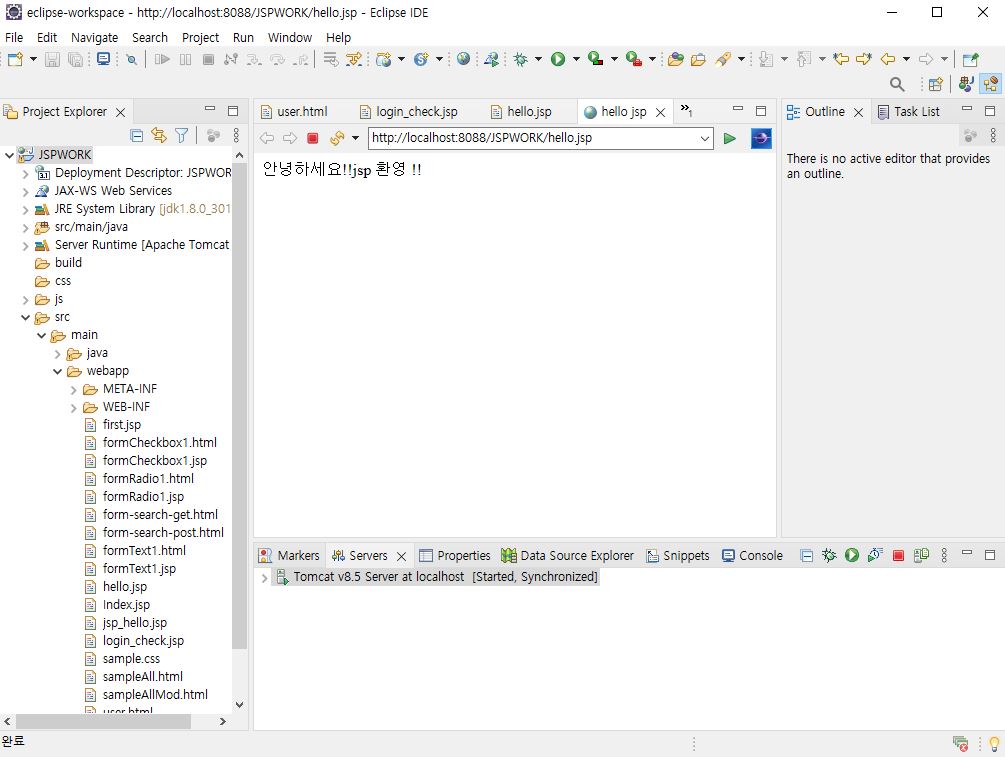 eclipse-workspace - http://localhost:8088/JSPWORK/hello.jsp - Eclipse IDE
File Edit Navigate Search Project Run Window Help
Project Explorer
JSPWORK
Deployment Descriptor: JSPWOR
JAX-WS Web Services
JRE System Library [jdk1.8.0_301
src/main/java
Server Runtime [Apache Tomcat
build
css
js
src
main
java
webapp
META-INF
WEB-INF
first.jsp
formCheckbox1.html
formCheckbox1.jsp
formRadio1.html
formRadio1.jsp
form-search-get.html
form-search-post.html
formText1.html
formText1.jsp
hello.jsp
Index.jsp
jsp_hello.jsp
login_check.jsp
sample.css
sampleAll.html
sampleAllMod.html
user.html
user.html login_check.jsp hello.jsp hello jsp »1
http://localhost:8088/JSPWORK/hello.jsp
안녕하세요!!jsp 환영 !!
Outline Task List
There is no active editor that provides
an outline.
Markers Servers Properties Data Source Explorer Snippets Console
Tomcat v8.5 Server at localhost [Started, Synchronized]
완료